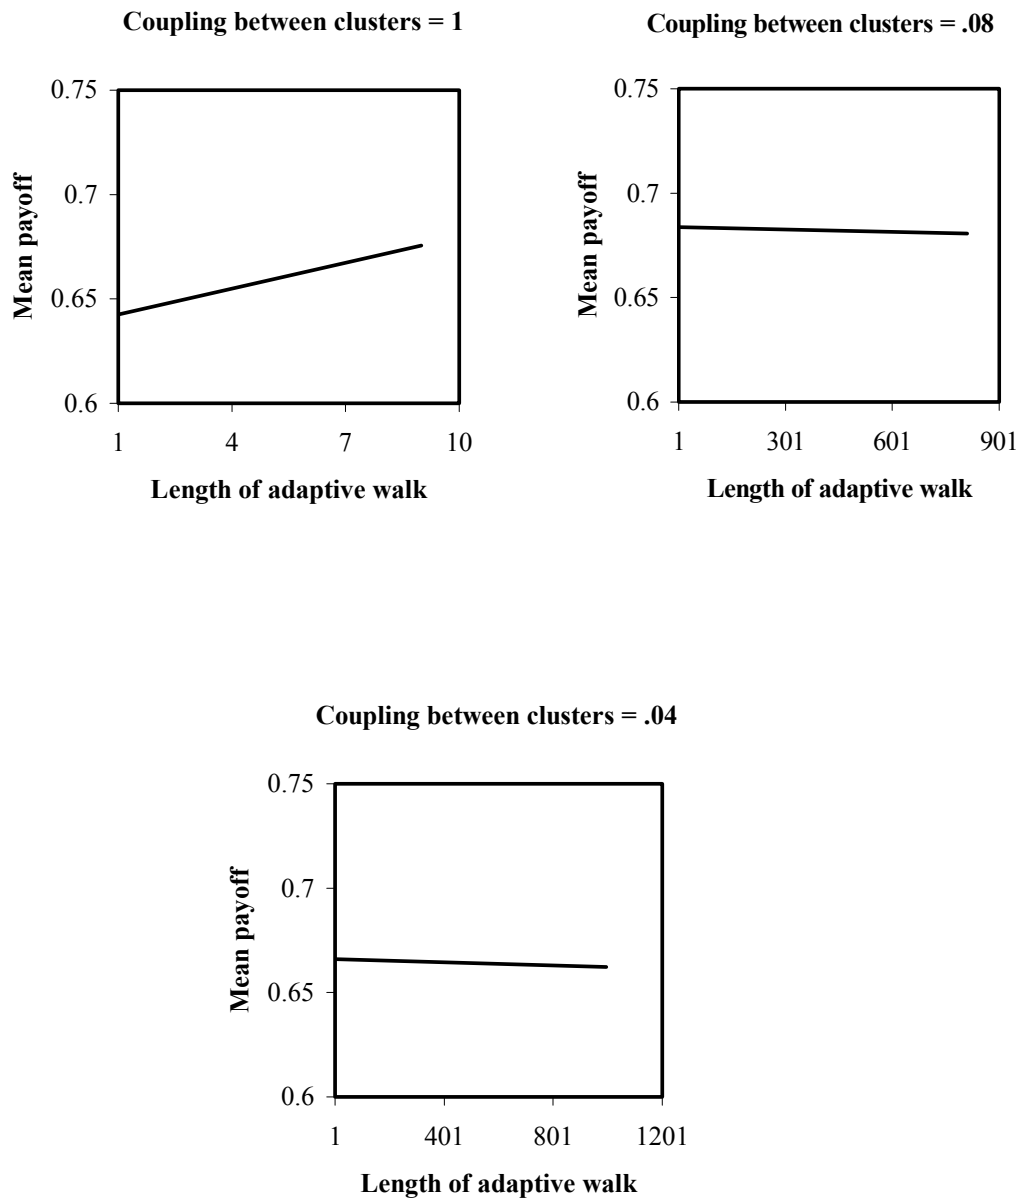 Coupling between clusters = 1
0.75
0.7
0.65
0.6
Mean payoff
1 4 7 10
Length of adaptive walk
Coupling between clusters = .08
0.75
0.7
0.65
0.6
Mean payoff
1 301 601 901
Length of adaptive walk
Coupling between clusters = .04
0.75
0.7
0.65
0.6
Mean payoff
1 401 801 1201
Length of adaptive walk